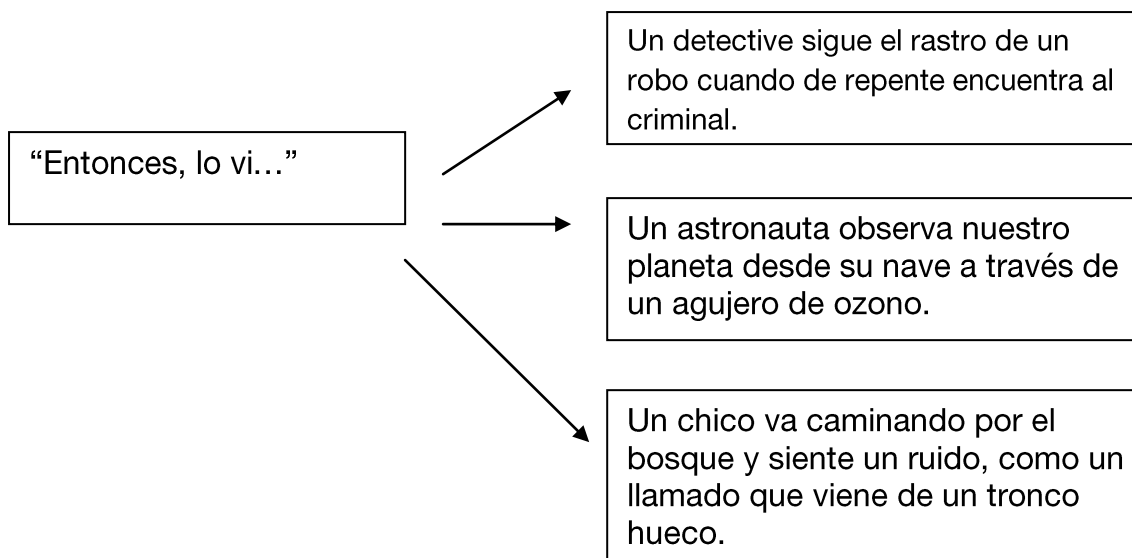 Un detective sigue el rastro de un
robo cuando de repente encuentra al
criminal.
“Entonces, lo vi…”
Un astronauta observa nuestro
planeta desde su nave a través de
un agujero de ozono.
Un chico va caminando por el
bosque y siente un ruido, como un
llamado que viene de un tronco
hueco.